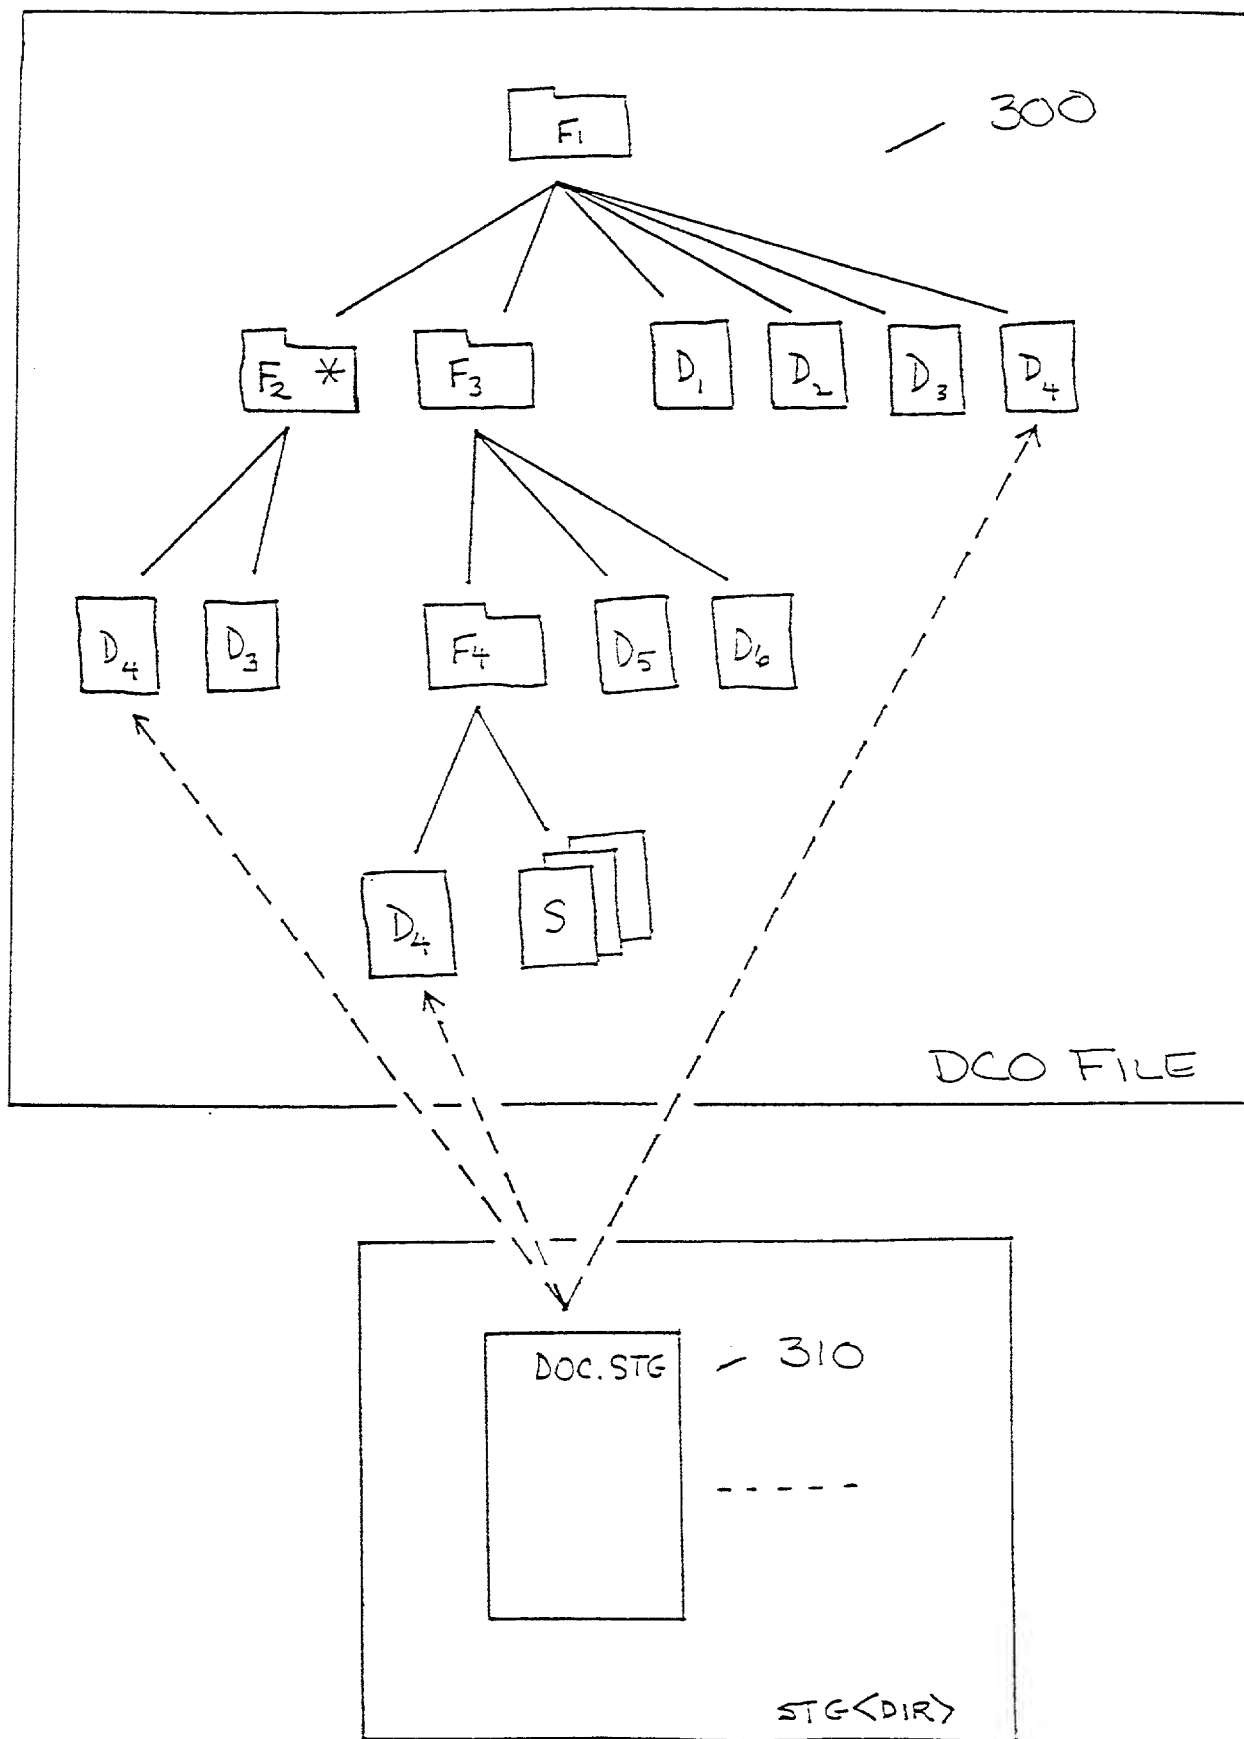 F1
300
F2 *
F3
D1
D2
D3
D4
D4
D3
F4
D5
D6
D4
S
DCO FILE
DOC.STG
310
STG<DIR>